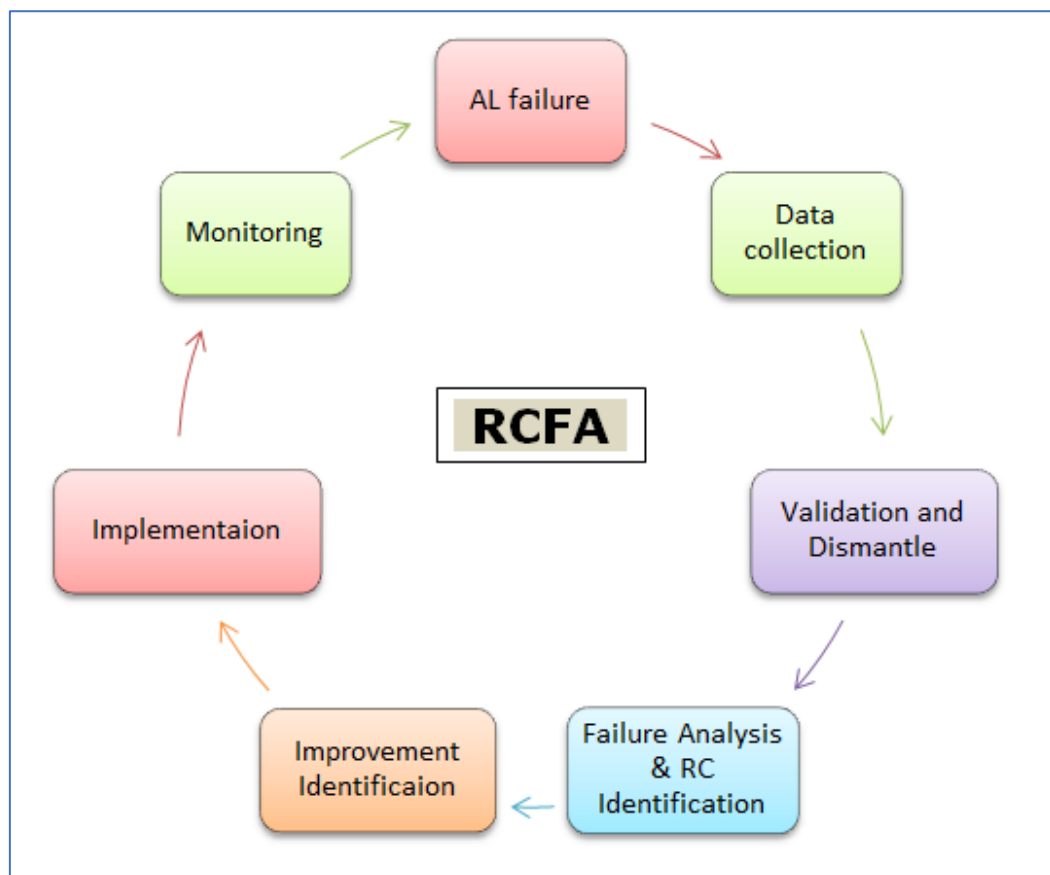 AL failure
Data
collection
Validation and
Dismantle
Failure Analysis
& RC
Identification
Improvement
Identificaion
Implementaion
Monitoring
RCFA